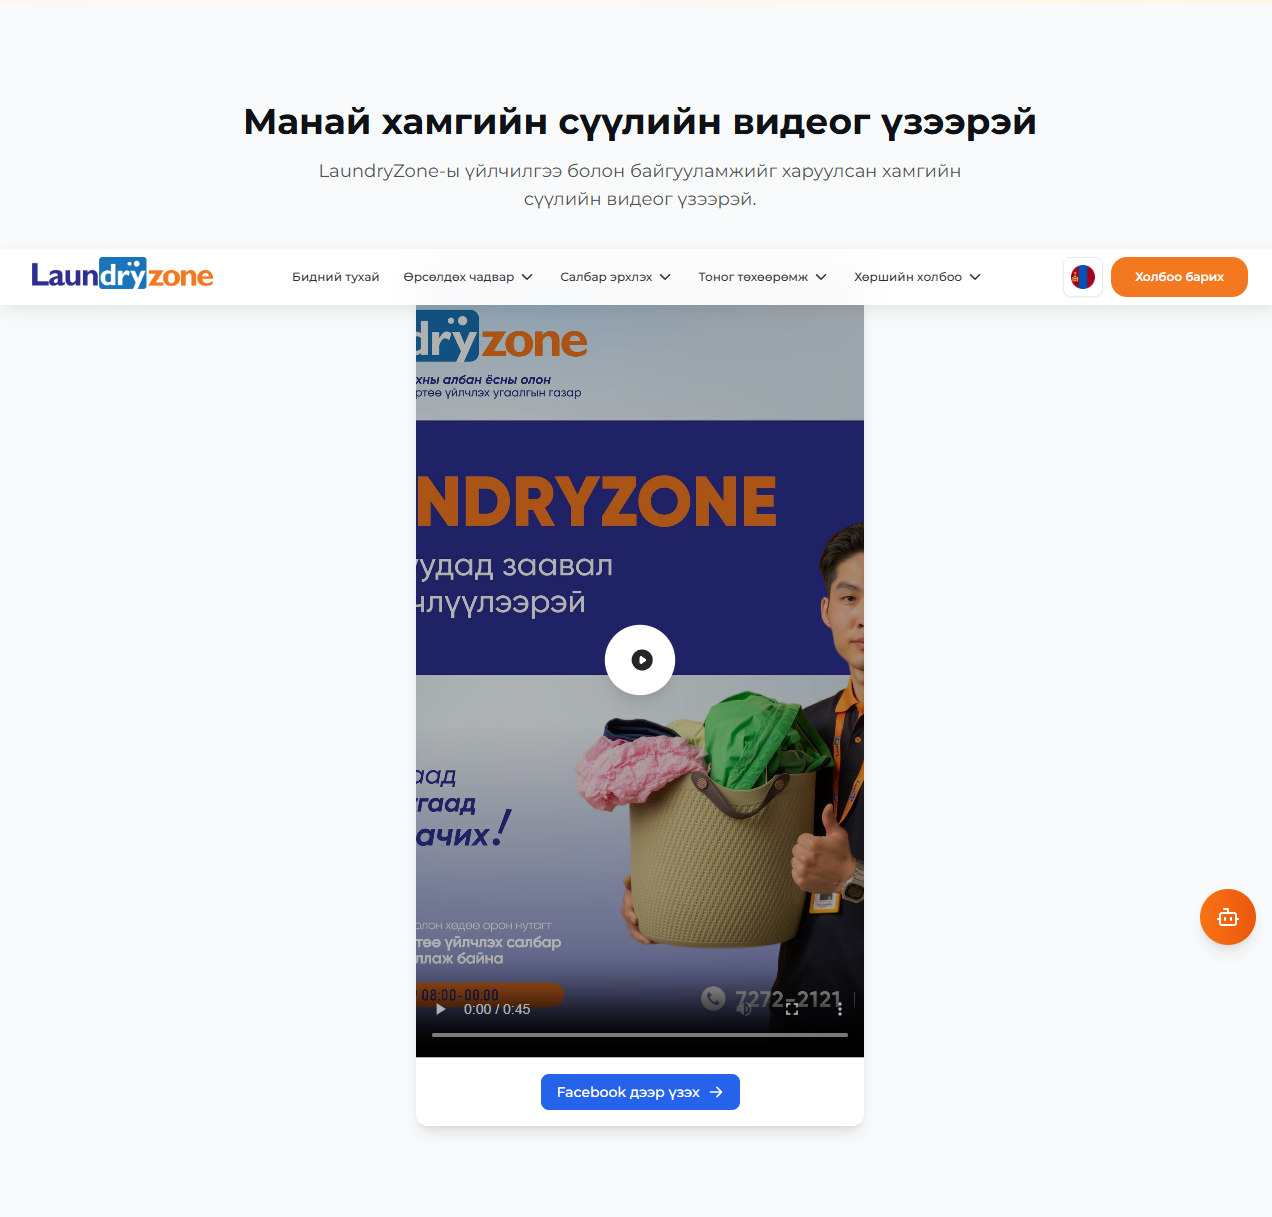 Манай хамгийн сүүлийн видеог үзээрэй
LaundryZone-ы үйлчилгээ болон байгууламжийг харуулсан хамгийн
сүүлийн видеог үзээрэй.
Laundryzone
Бидний тухай
Өрсөлдөх чадвар
Салбар эрхлэх
Тоног төхөөрөмж
Хөршийн холбоо
Холбоо барих
dryzone
хны албан ёсны олон
ртөө үйлчлэх угаалгын газар
NDRYZONE
уудад заавал
члүүлээрэй
аад
гаад
ачих!
олон хөдөө орон нутагт
төө үйлчлэх салбар
ллаж байна
08:00-00:00
7272-2121
0:00 / 0:45
Facebook дээр үзэх